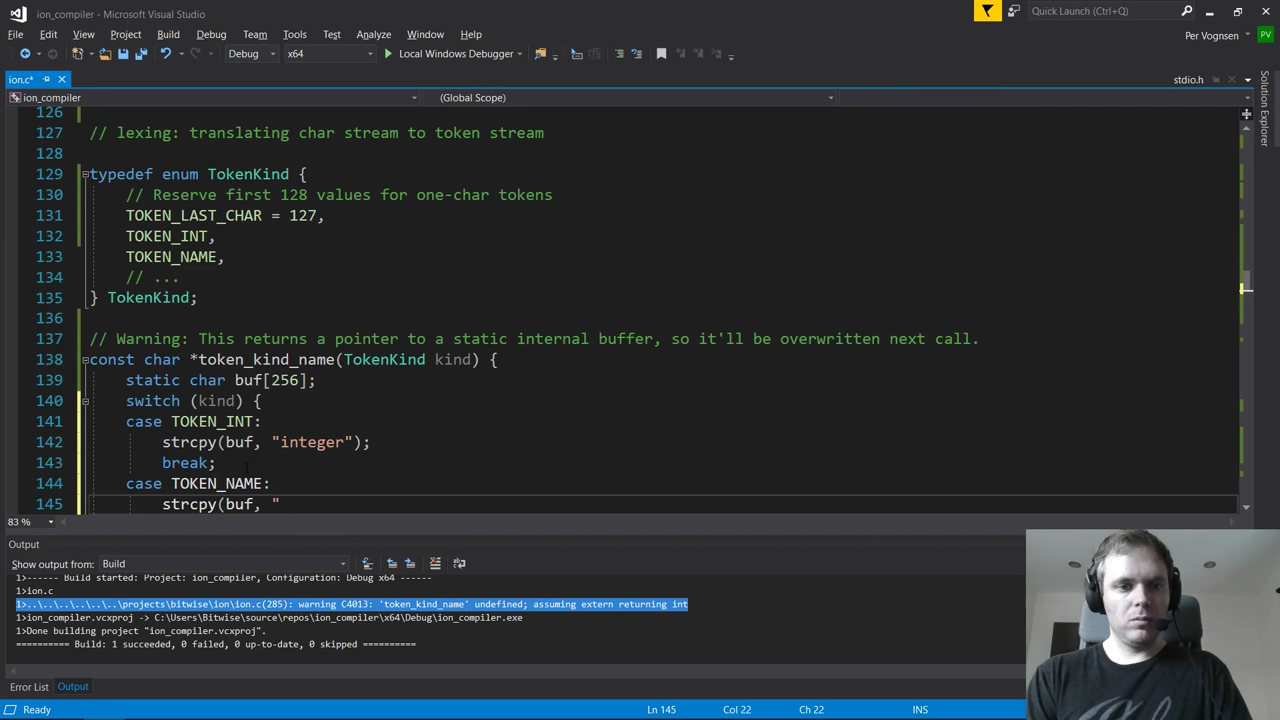 ion_compiler - Microsoft Visual Studio
Quick Launch (Ctrl+Q)
File Edit View Project Build Debug Team Tools Test Analyze Window Help
Per Vognsen PV
Debug x64 Local Windows Debugger
ion.c* stdio.h
ion_compiler (Global Scope)
Solution Explorer
126
127 // lexing: translating char stream to token stream
128
129 typedef enum TokenKind {
130 // Reserve first 128 values for one-char tokens
131 TOKEN_LAST_CHAR = 127,
132 TOKEN_INT,
133 TOKEN_NAME,
134 // ...
135 } TokenKind;
136
137 // Warning: This returns a pointer to a static internal buffer, so it'll be overwritten next call.
138 const char *token_kind_name(TokenKind kind) {
139 static char buf[256];
140 switch (kind) {
141 case TOKEN_INT:
142 strcpy(buf, "integer");
143 break;
144 case TOKEN_NAME:
145 strcpy(buf, "
83 %
Output
Show output from: Build
1>------ Build started: Project: ion_compiler, Configuration: Debug x64 ------
1>ion.c
1>..\..\..\..\..\..\projects\bitwise\ion\ion.c(285): warning C4013: 'token_kind_name' undefined; assuming extern returning int
1>ion_compiler.vcxproj -> C:\Users\Bitwise\source\repos\ion_compiler\x64\Debug\ion_compiler.exe
1>Done building project "ion_compiler.vcxproj".
========== Build: 1 succeeded, 0 failed, 0 up-to-date, 0 skipped ==========
Error List Output
Ready Ln 145 Col 22 Ch 22 INS